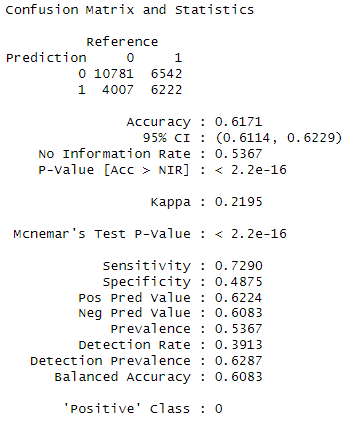 Confusion Matrix and Statistics
Reference
Prediction 0 1
0 10781 6542
1 4007 6222
Accuracy : 0.6171
95% CI : (0.6114, 0.6229)
No Information Rate : 0.5367
P-Value [Acc > NIR] : < 2.2e-16
Kappa : 0.2195
Mcnemar's Test P-Value : < 2.2e-16
Sensitivity : 0.7290
Specificity : 0.4875
Pos Pred Value : 0.6224
Neg Pred Value : 0.6083
Prevalence : 0.5367
Detection Rate : 0.3913
Detection Prevalence : 0.6287
Balanced Accuracy : 0.6083
'Positive' Class : 0